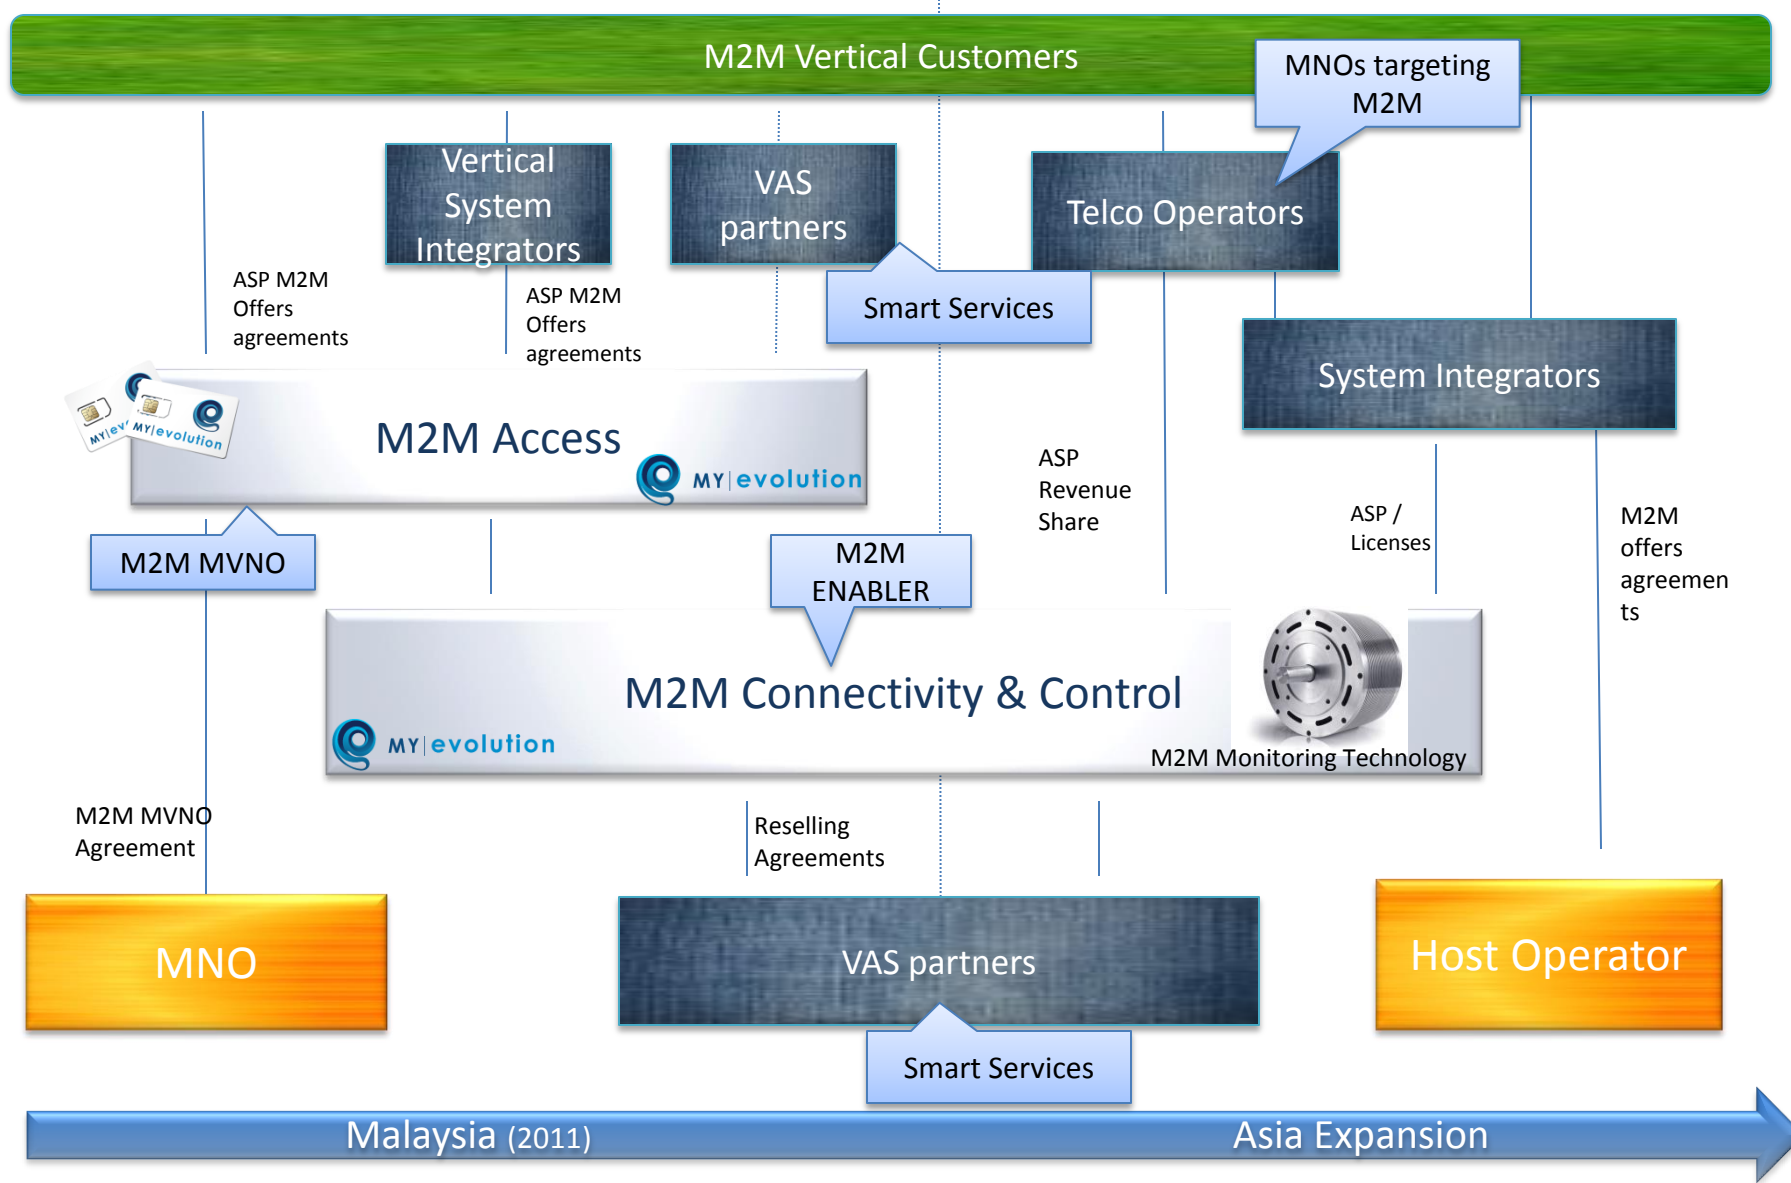 M2M Vertical Customers
MNOs targeting
M2M
Vertical
System
Integrators
VAS
partners
Telco Operators
ASP M2M
Offers
agreements
ASP M2M
Offers
agreements
Smart Services
System Integrators
MY|evolution
MY|evolution
M2M Access
MY|evolution
ASP
Revenue
Share
ASP /
Licenses
M2M
offers
agreemen
ts
M2M MVNO
M2M
ENABLER
M2M Connectivity & Control
MY|evolution
M2M Monitoring Technology
M2M MVNO
Agreement
Reselling
Agreements
MNO
VAS partners
Host Operator
Smart Services
Malaysia (2011)
Asia Expansion